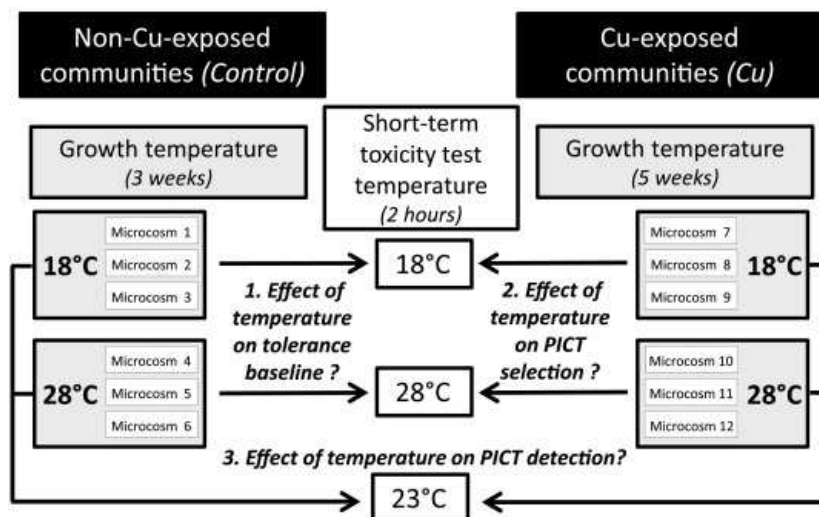 Non-Cu-exposed
communities (Control)
Cu-exposed
communities (Cu)
Short-term
toxicity test
temperature
(2 hours)
Growth temperature
(3 weeks)
Growth temperature
(5 weeks)
18°C
Microcosm 1
Microcosm 2
Microcosm 3
18°C
Microcosm 7
Microcosm 8
Microcosm 9
18°C
1. Effect of
temperature
on tolerance
baseline ?
2. Effect of
temperature
on PICT
selection ?
28°C
Microcosm 4
Microcosm 5
Microcosm 6
28°C
Microcosm 10
Microcosm 11
Microcosm 12
28°C
3. Effect of temperature on PICT detection?
23°C